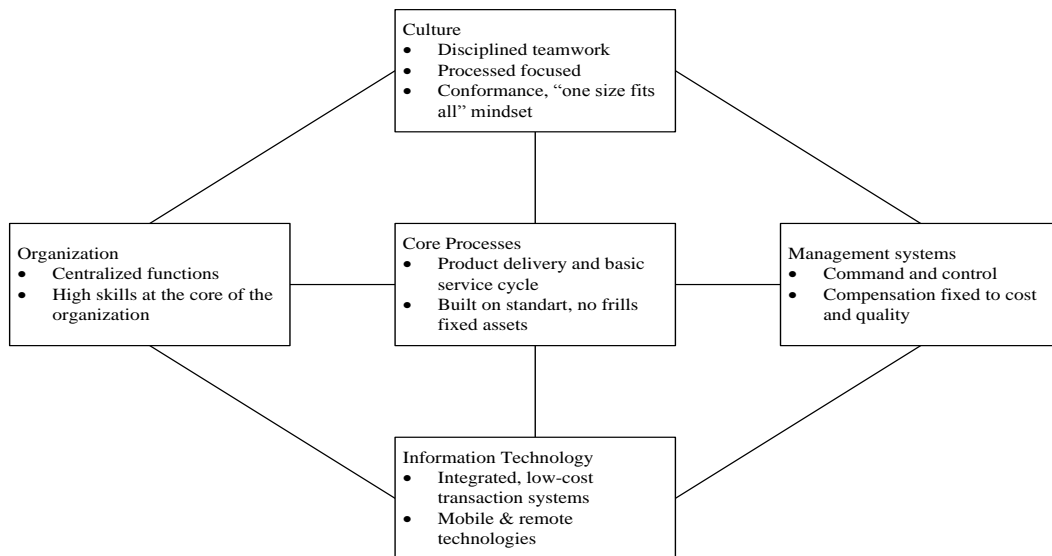 Culture
• Disciplined teamwork
• Processed focused
• Conformance, “one size fits
all” mindset
Organization
• Centralized functions
• High skills at the core of the
organization
Core Processes
• Product delivery and basic
service cycle
• Built on standart, no frills
fixed assets
Management systems
• Command and control
• Compensation fixed to cost
and quality
Information Technology
• Integrated, low-cost
transaction systems
• Mobile & remote
technologies